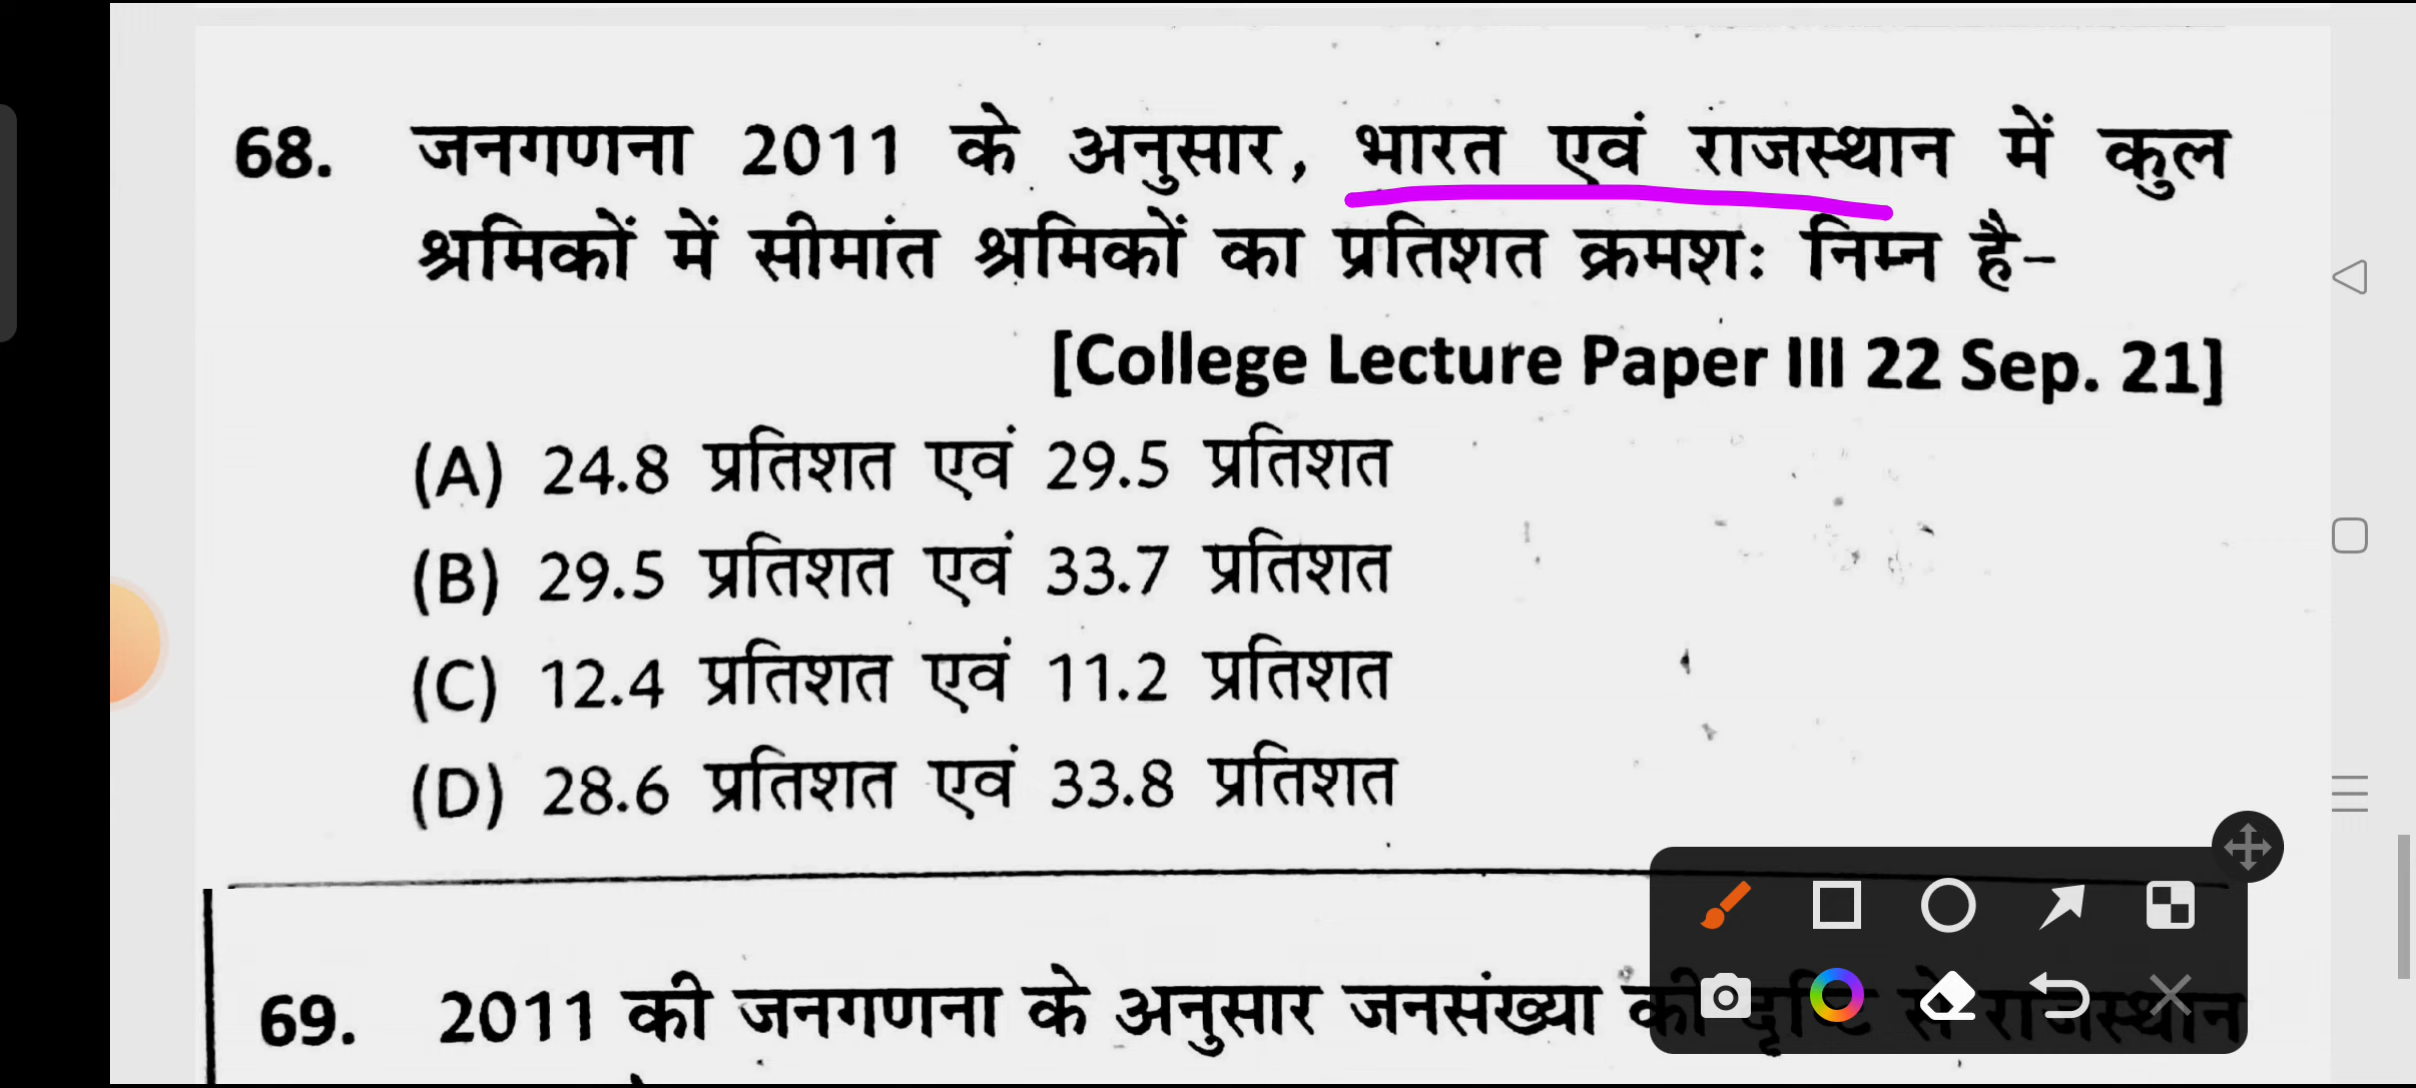 68. जनगणना 2011 के अनुसार, भारत एवं राजस्थान में कुल
श्रमिकों में सीमांत श्रमिकों का प्रतिशत क्रमशः निम्न है–
[College Lecture Paper III 22 Sep. 21]
(A) 24.8 प्रतिशत एवं 29.5 प्रतिशत
(B) 29.5 प्रतिशत एवं 33.7 प्रतिशत
(C) 12.4 प्रतिशत एवं 11.2 प्रतिशत
(D) 28.6 प्रतिशत एवं 33.8 प्रतिशत
69. 2011 की जनगणना के अनुसार जनसंख्या की दृष्टि से राजस्थान